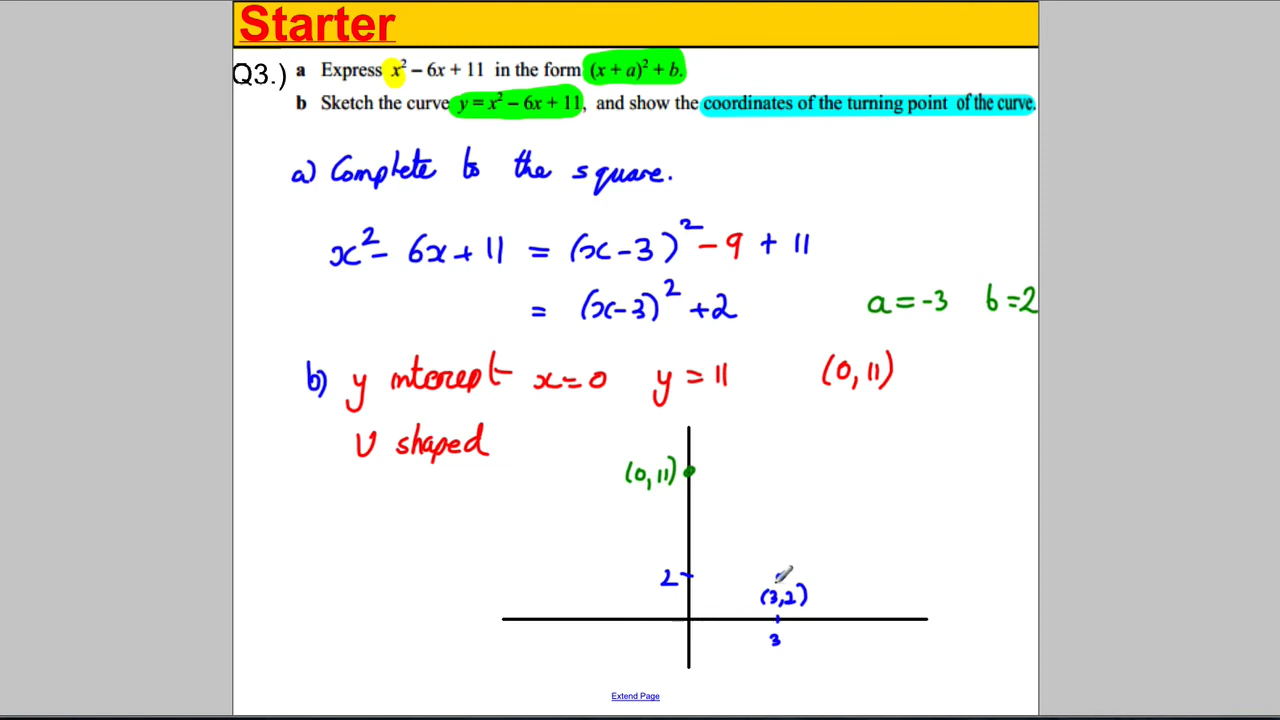 Starter
Q3.) a Express x² – 6x + 11 in the form (x + a)² + b.
b Sketch the curve y = x² – 6x + 11, and show the coordinates of the turning point of the curve.
a) Complete to the square.
x² - 6x + 11 = (x - 3)² - 9 + 11
= (x-3)² + 2 a = -3 b = 2
b) y intercept x = 0 y = 11 (0, 11)
U shaped
(0, 11)
2
(3,2)
3
Extend Page